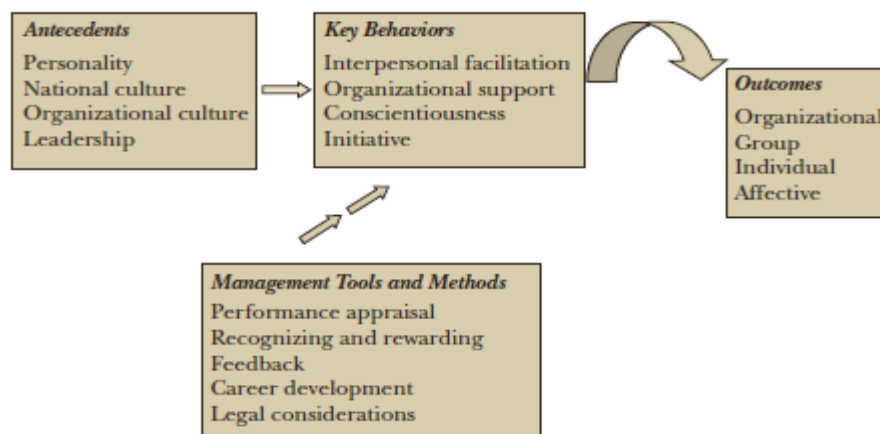 Antecedents
Personality
National culture
Organizational culture
Leadership
Key Behaviors
Interpersonal facilitation
Organizational support
Conscientiousness
Initiative
Outcomes
Organizational
Group
Individual
Affective
Management Tools and Methods
Performance appraisal
Recognizing and rewarding
Feedback
Career development
Legal considerations